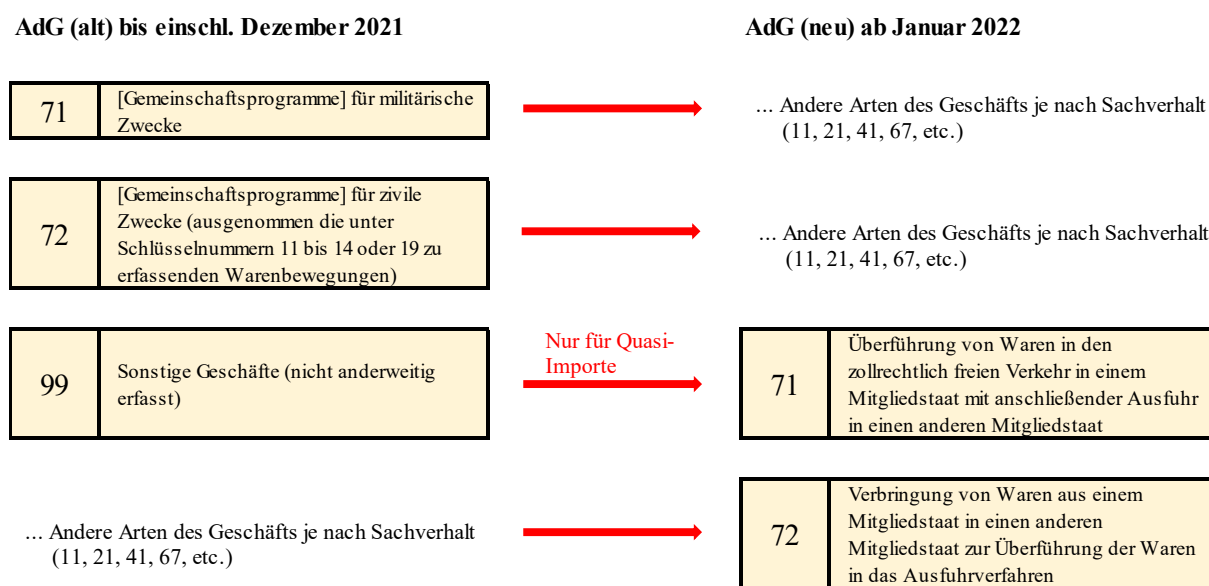 AdG (alt) bis einschl. Dezember 2021
AdG (neu) ab Januar 2022
71
[Gemeinschaftsprogramme] für militärische
Zwecke
... Andere Arten des Geschäfts je nach Sachverhalt
(11, 21, 41, 67, etc.)
72
[Gemeinschaftsprogramme] für zivile
Zwecke (ausgenommen die unter
Schlüsselnummern 11 bis 14 oder 19 zu
erfassenden Warenbewegungen)
... Andere Arten des Geschäfts je nach Sachverhalt
(11, 21, 41, 67, etc.)
99
Sonstige Geschäfte (nicht anderweitig
erfasst)
Nur für Quasi-
Importe
71
Überführung von Waren in den
zollrechtlich freien Verkehr in einem
Mitgliedstaat mit anschließender Ausfuhr
in einen anderen Mitgliedstaat
... Andere Arten des Geschäfts je nach Sachverhalt
(11, 21, 41, 67, etc.)
72
Verbringung von Waren aus einem
Mitgliedstaat in einen anderen
Mitgliedstaat zur Überführung der Waren
in das Ausfuhrverfahren